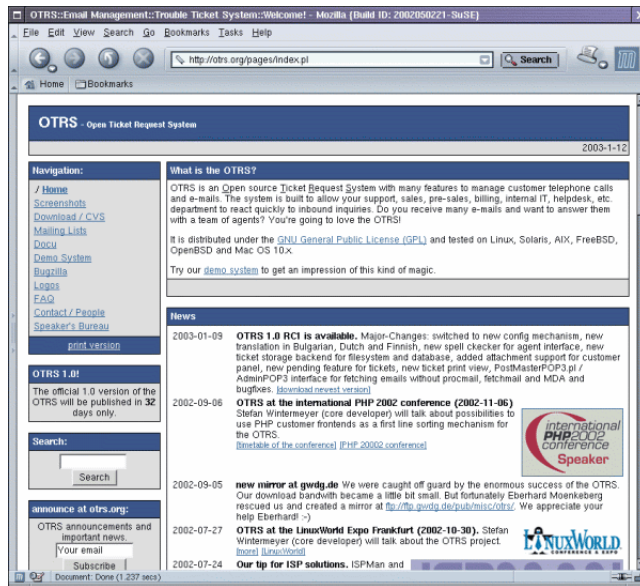 OTRS::Email Management::Trouble Ticket System::Welcome! - Mozilla {Build ID: 2002050221-SuSE}
File Edit View Search Go Bookmarks Tasks Help
http://otrs.org/pages/index.pl
Search
Home Bookmarks
OTRS - Open Ticket Request System
2003-1-12
Navigation:
/ Home
Screenshots
Download / CVS
Mailing Lists
Docu
Demo System
Bugzilla
Logos
FAQ
Contact / People
Speaker's Bureau
print version
OTRS 1.0!
The official 1.0 version of the
OTRS will be published in 32
days only.
Search:
Search
announce at otrs.org:
OTRS announcements and
important news.
Your email
Subscribe
What is the OTRS?
OTRS is an Open source Ticket Request System with many features to manage customer telephone calls
and e-mails. The system is built to allow your support, sales, pre-sales, billing, internal IT, helpdesk, etc.
department to react quickly to inbound inquiries. Do you receive many e-mails and want to answer them
with a team of agents? You're going to love the OTRS!
It is distributed under the GNU General Public License (GPL) and tested on Linux, Solaris, AIX, FreeBSD,
OpenBSD and Mac OS 10.x.
Try our demo system to get an impression of this kind of magic.
News
2003-01-09 OTRS 1.0 RC1 is available. Major-Changes: switched to new config mechanism, new
translation in Bulgarian, Dutch and Finnish, new spell checker for agent interface, new
ticket storage backend for filesystem and database, added attachment support for customer
panel, new pending feature for tickets, new ticket print view, PostMasterPOP3.pl /
AdminPOP3 interface for fetching emails without procmail, fetchmail and MDA and
bugfixes. [download newest version]
2002-09-06 OTRS at the international PHP 2002 conference (2002-11-06)
Stefan Wintermeyer (core developer) will talk about possibilities to
use PHP customer frontends as a first line sorting mechanism for
the OTRS.
[timetable of the conference] [PHP 20002 conference]
international
PHP2002
conference
Speaker
2002-09-05 new mirror at gwdg.de We were caught off guard by the enormous success of the OTRS.
Our download bandwith became a little bit small. But fortunately Eberhard Moenkeberg
rescued us and created a mirror at ftp://ftp.gwdg.de/pub/misc/otrs/. We appreciate your
help Eberhard! :-)
2002-07-27 OTRS at the LinuxWorld Expo Frankfurt (2002-10-30). Stefan
Wintermeyer (core developer) will talk about the OTRS project.
[more] [LinuxWorld]
LINUXWORLD
CONFERENCE & EXPO
2002-07-24 Our tip for ISP solutions. ISPMan and
Document: Done (1.237 secs)